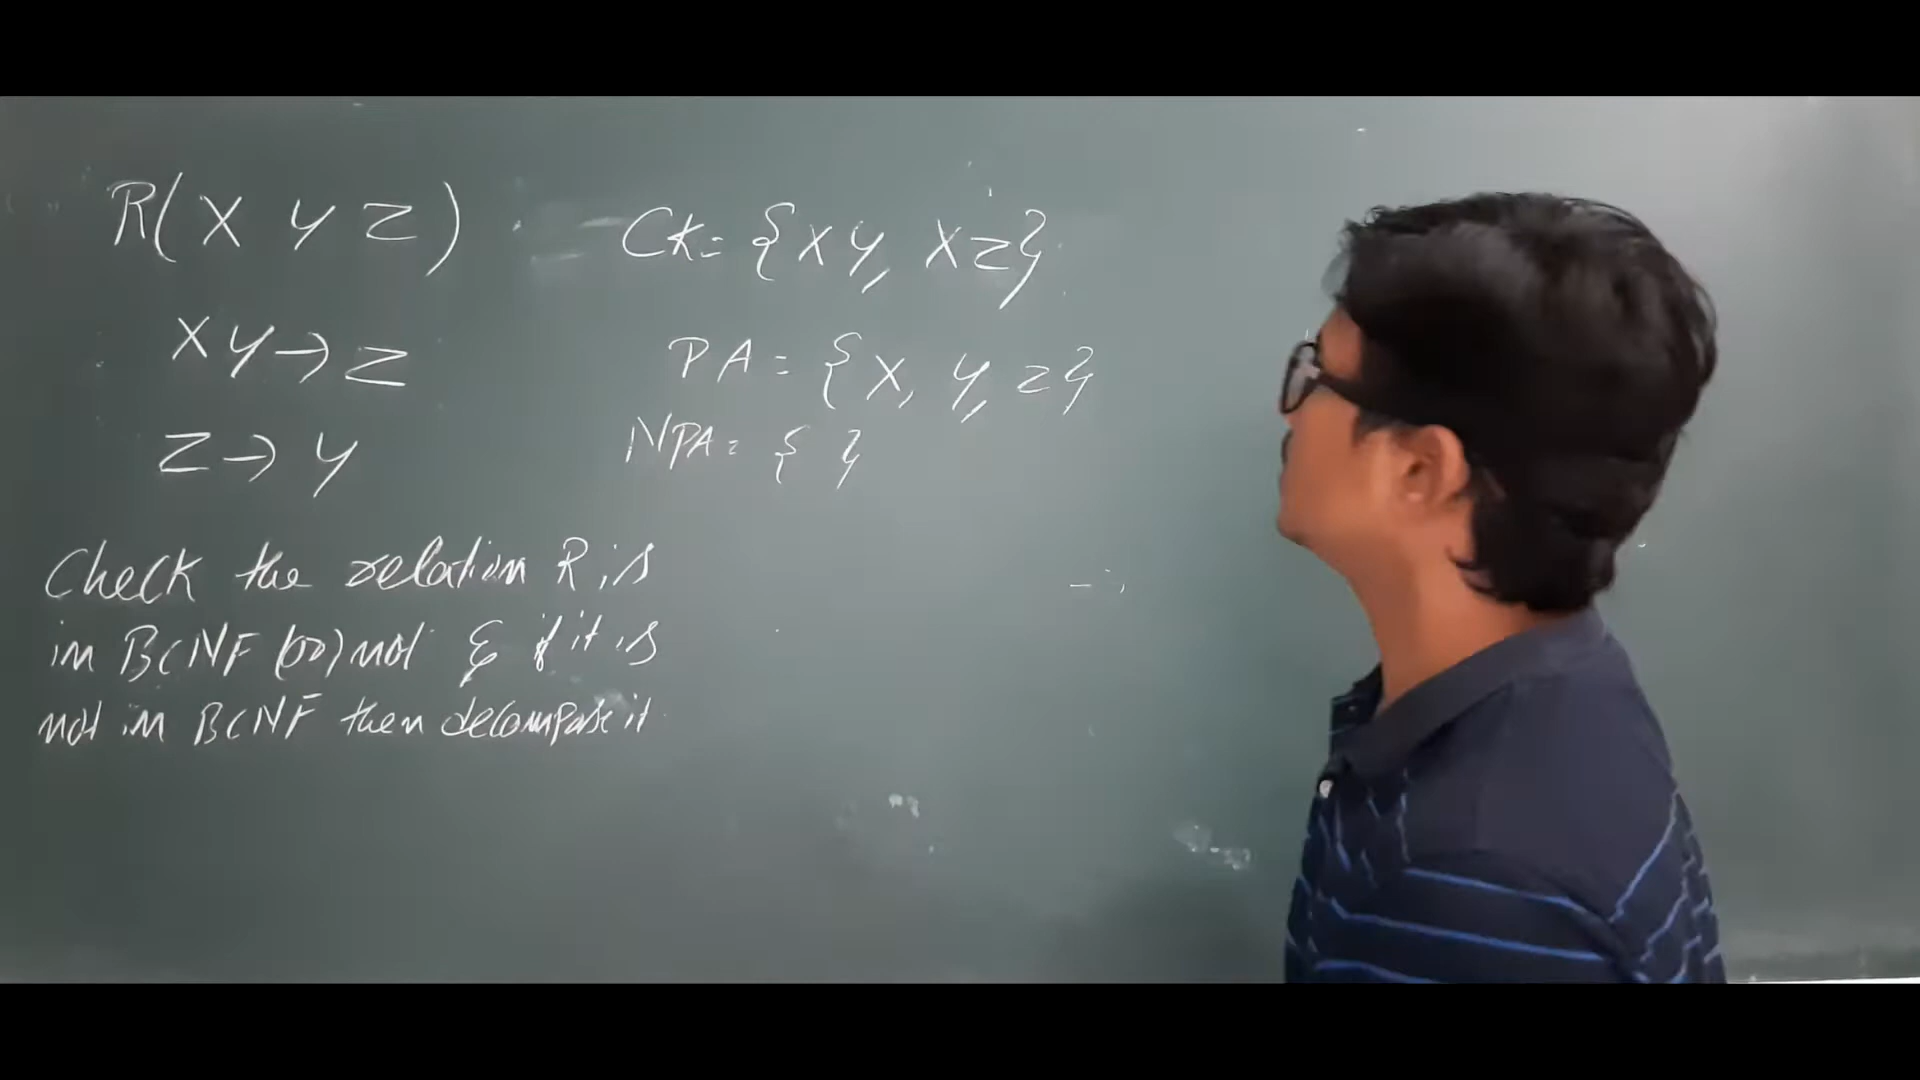 R(X Y Z)
XY→Z
Z→Y
Check the relation R is
in BCNF (or) not & if it is
not in BCNF then decompose it
CK= {XY, XZ}
PA = {X, Y, Z}
NPA= { }